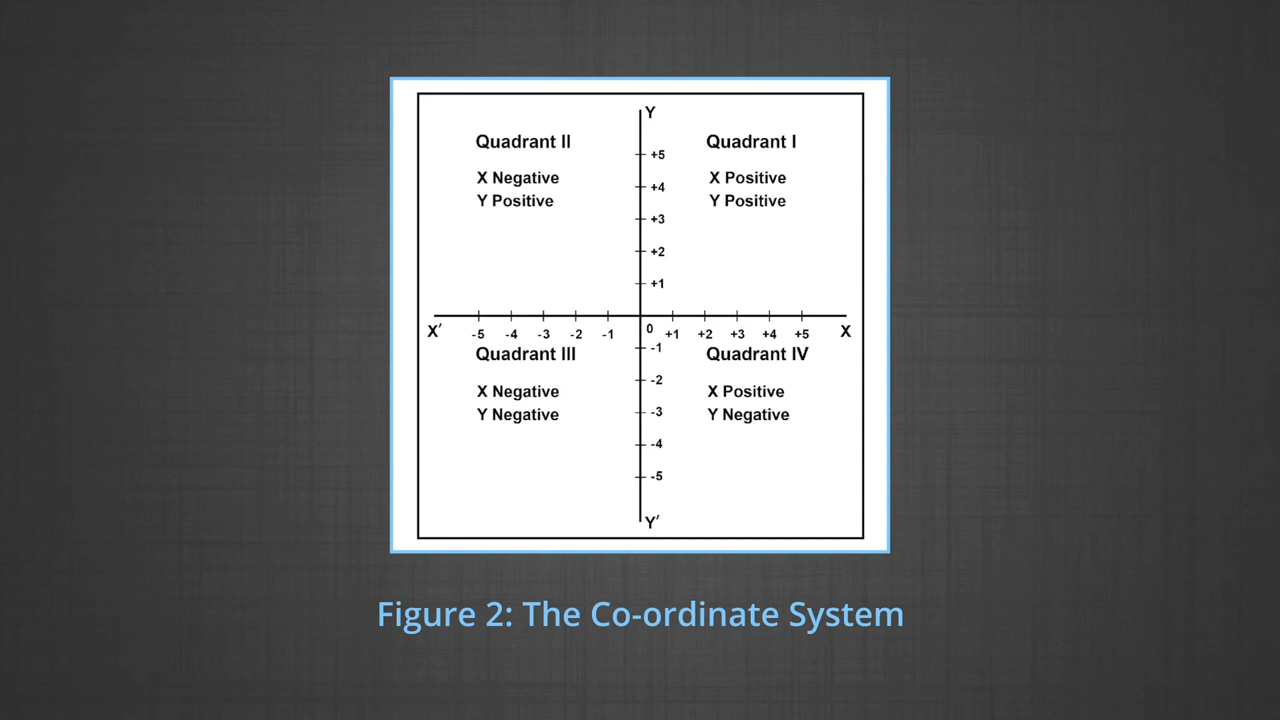 Y
Quadrant II
X Negative
Y Positive
Quadrant I
X Positive
Y Positive
+5
+4
+3
+2
+1
X′ -5 -4 -3 -2 -1 0 +1 +2 +3 +4 +5 X
Quadrant III
X Negative
Y Negative
Quadrant IV
X Positive
Y Negative
-1
-2
-3
-4
-5
Y′
Figure 2: The Co-ordinate System